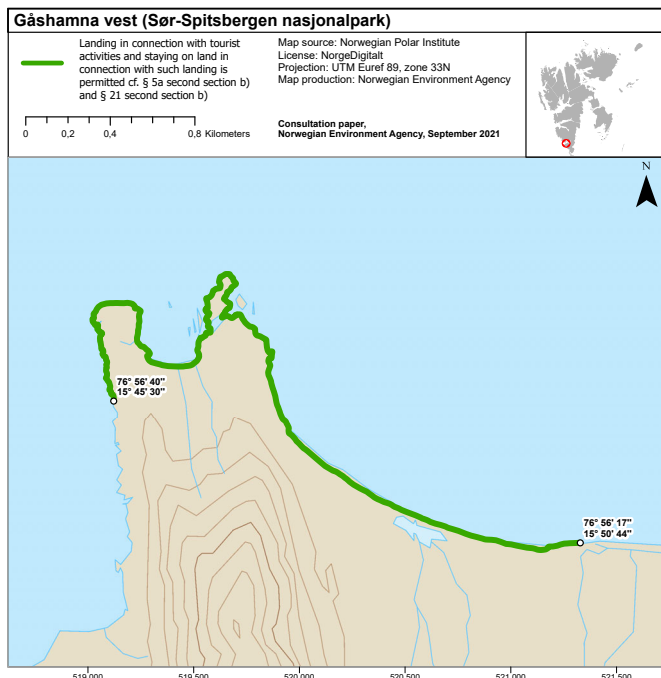 Gåshamna vest (Sør-Spitsbergen nasjonalpark)
Landing in connection with tourist
activities and staying on land in
connection with such landing is
permitted cf. § 5a second section b)
and § 21 second section b)
Map source: Norwegian Polar Institute
License: NorgeDigitalt
Projection: UTM Euref 89, zone 33N
Map production: Norwegian Environment Agency
0 0,2 0,4 0,8 Kilometers
Consultation paper,
Norwegian Environment Agency, September 2021
N
76° 56' 40"
15° 45' 30"
76° 56' 17"
15° 50' 44"
519 000 519 500 520 000 520 500 521 000 521 500